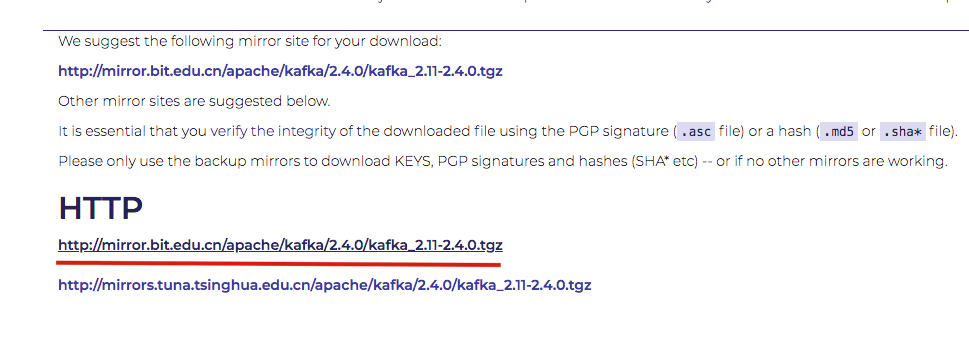 We suggest the following mirror site for your download:
http://mirror.bit.edu.cn/apache/kafka/2.4.0/kafka_2.11-2.4.0.tgz
Other mirror sites are suggested below.
It is essential that you verify the integrity of the downloaded file using the PGP signature (.asc file) or a hash (.md5 or .sha* file).
Please only use the backup mirrors to download KEYS, PGP signatures and hashes (SHA* etc) -- or if no other mirrors are working.
HTTP
http://mirror.bit.edu.cn/apache/kafka/2.4.0/kafka_2.11-2.4.0.tgz
http://mirrors.tuna.tsinghua.edu.cn/apache/kafka/2.4.0/kafka_2.11-2.4.0.tgz